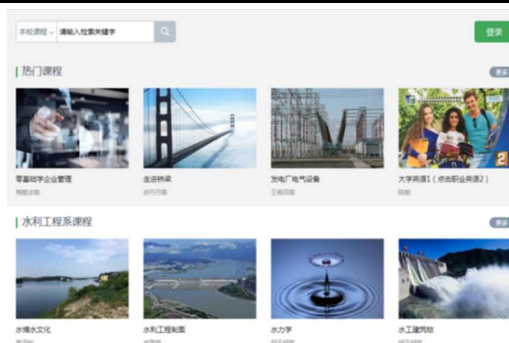 本校课程 请输入检索关键字
登录
热门课程
更多
零基础学企业管理
走进桥梁
发电厂电气设备
大学英语1（点击职业英语2）
2
水利工程系课程
更多
水情水文化
水利工程制图
水力学
水工建筑物